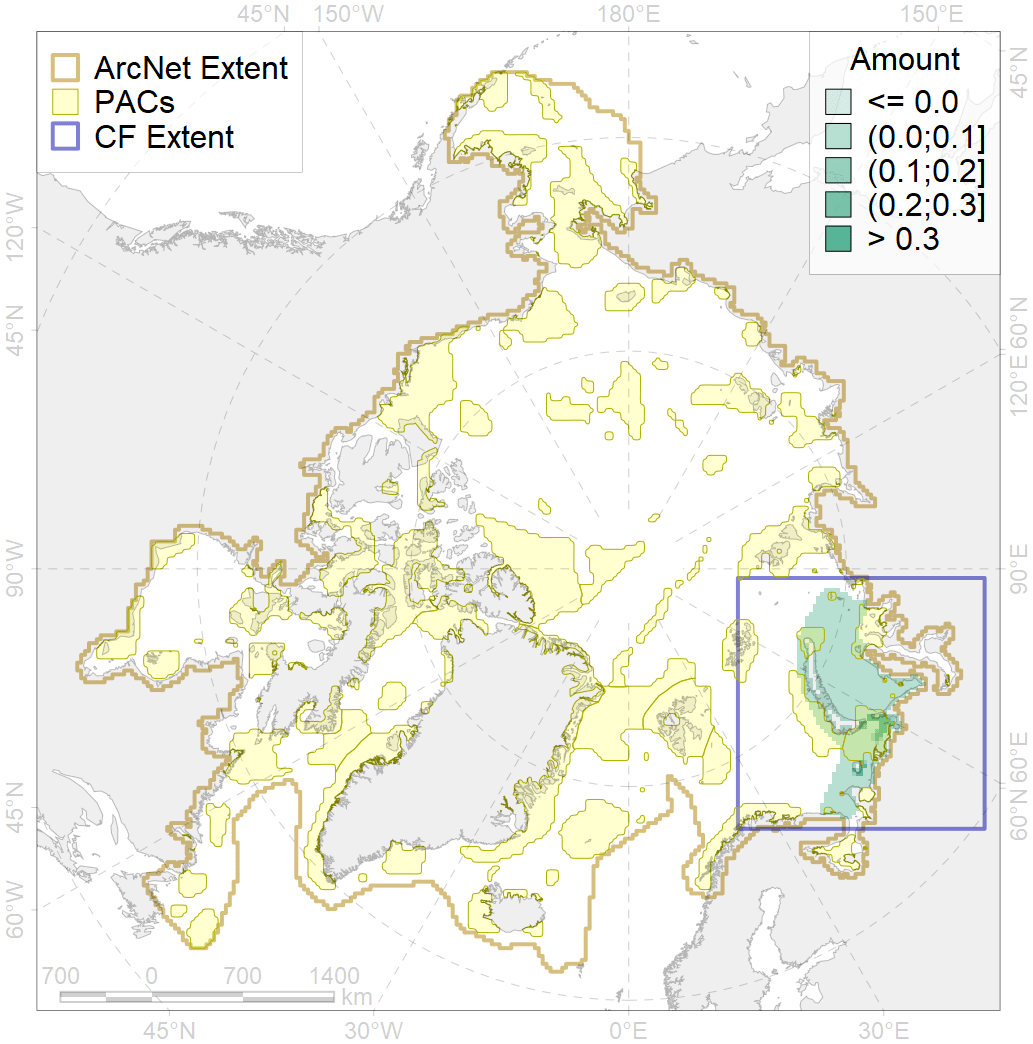 45°N 150°W 180°E 150°E
ArcNet Extent
PACs
CF Extent
Amount
<= 0.0
(0.0;0.1]
(0.1;0.2]
(0.2;0.3]
> 0.3
45°N
120°W
45°N
90°W
45°N
60°W
60°N
120°E
90°E
60°E
60°N
700 0 700 1400
km
45°N 30°W 0°E 30°E